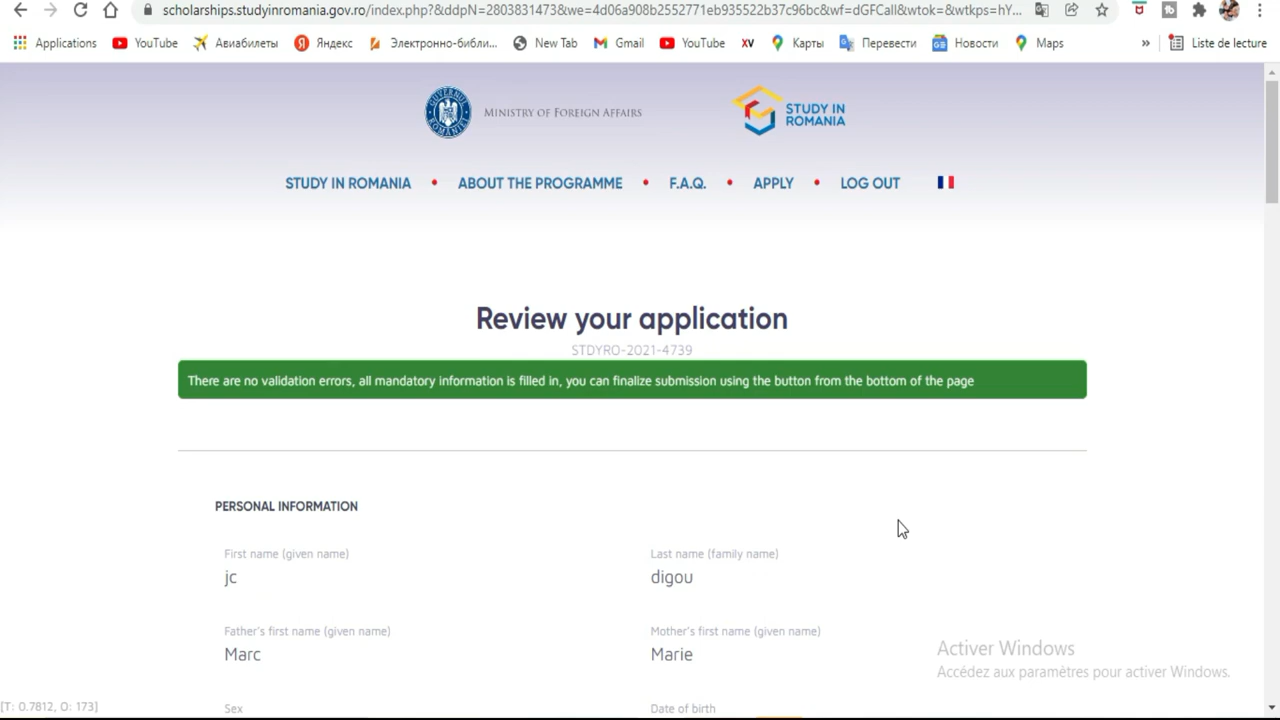 scholarships.studyinromania.gov.ro/index.php?&ddpN=2803831473&we=4d06a908b2552771eb935522b37c96bc&wf=dGFCall&wtok=&wtkps=hY...
Applications YouTube Авиабилеты Яндекс Электронно-библи... New Tab Gmail YouTube XV Карты Перевести Новости Maps » Liste de lecture
GUVERNUL ROMÂNIEI MINISTRY OF FOREIGN AFFAIRS STUDY IN
ROMANIA
STUDY IN ROMANIA • ABOUT THE PROGRAMME • F.A.Q. • APPLY • LOG OUT
Review your application
STDYRO-2021-4739
There are no validation errors, all mandatory information is filled in, you can finalize submission using the button from the bottom of the page
PERSONAL INFORMATION
First name (given name) Last name (family name)
jc digou
Father's first name (given name) Mother's first name (given name)
Marc Marie
Activer Windows
Accédez aux paramètres pour activer Windows.
[T: 0.7812, O: 173]
Sex Date of birth